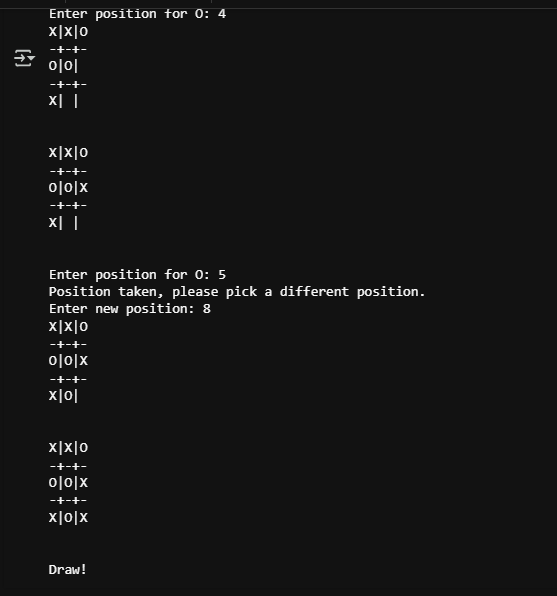 Enter position for O: 4
X|X|O
-+-+-
O|O|
-+-+-
X| |
X|X|O
-+-+-
O|O|X
-+-+-
X| |
Enter position for O: 5
Position taken, please pick a different position.
Enter new position: 8
X|X|O
-+-+-
O|O|X
-+-+-
X|O|
X|X|O
-+-+-
O|O|X
-+-+-
X|O|X
Draw!